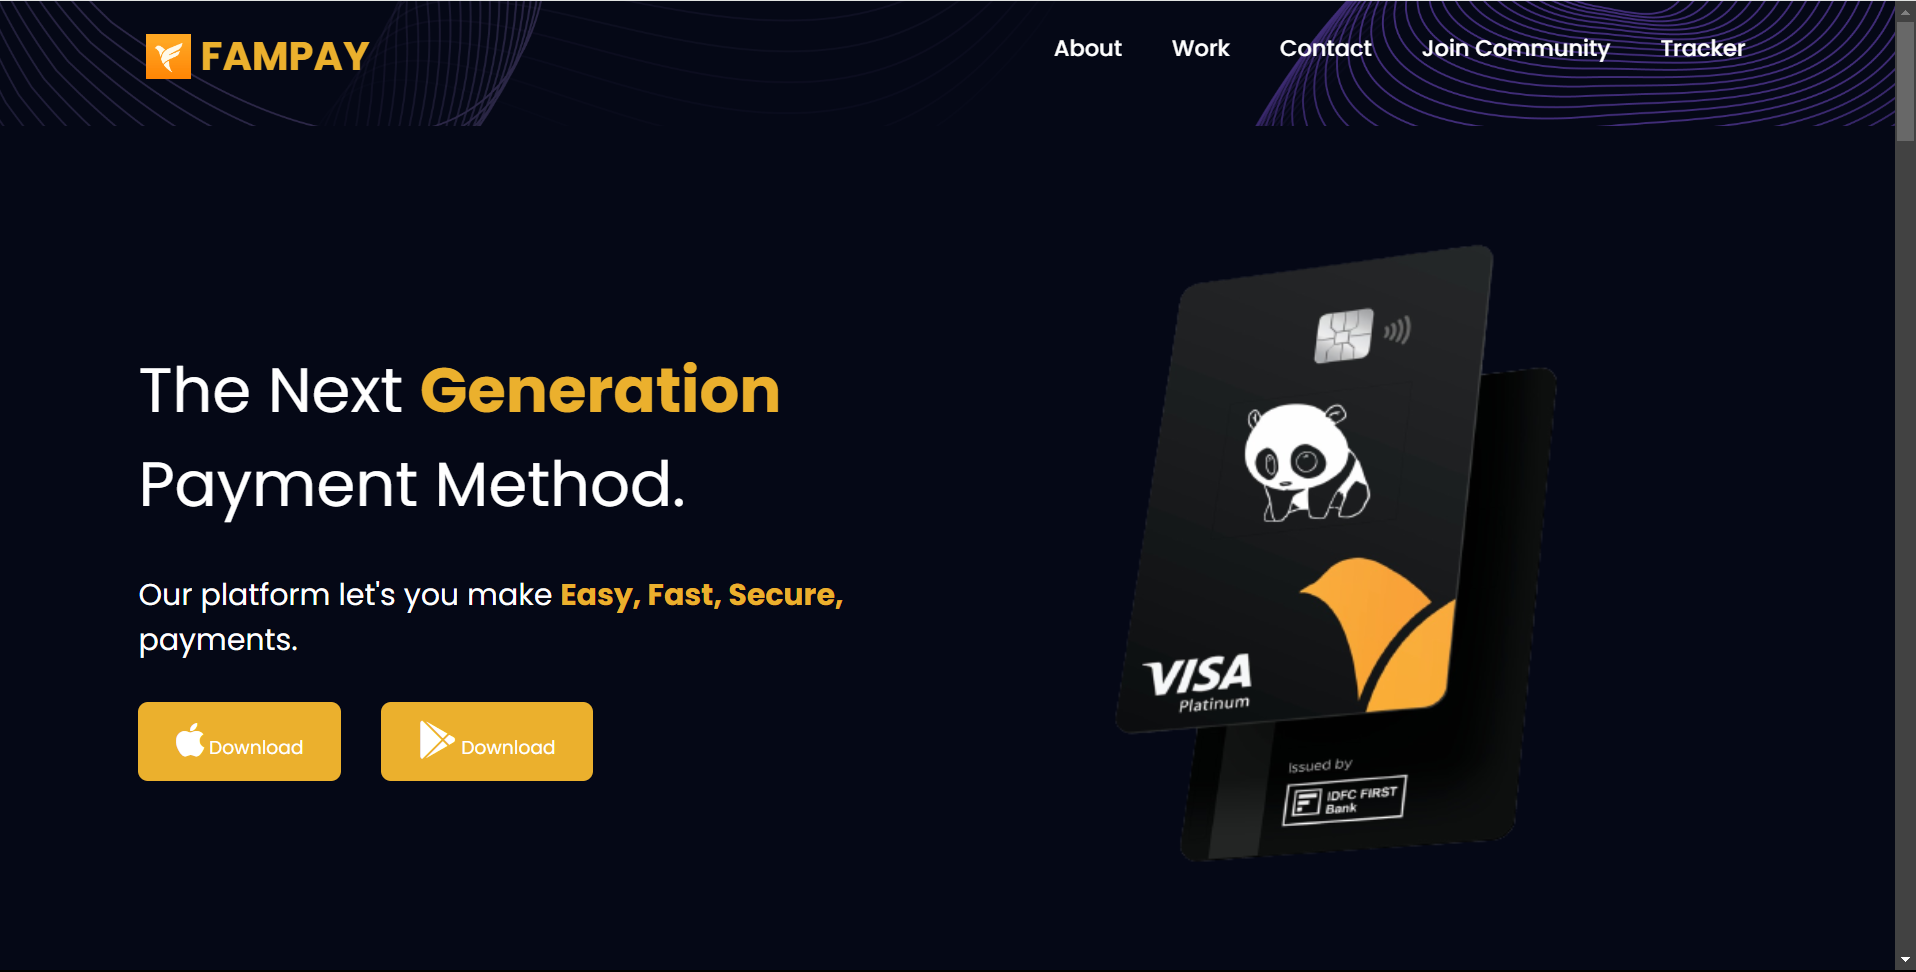 FAMPAY
About Work Contact Join Community Tracker
The Next Generation
Payment Method.
Our platform let's you make Easy, Fast, Secure,
payments.
Download Download
VISA
Platinum
Issued by
IDFC FIRST
Bank